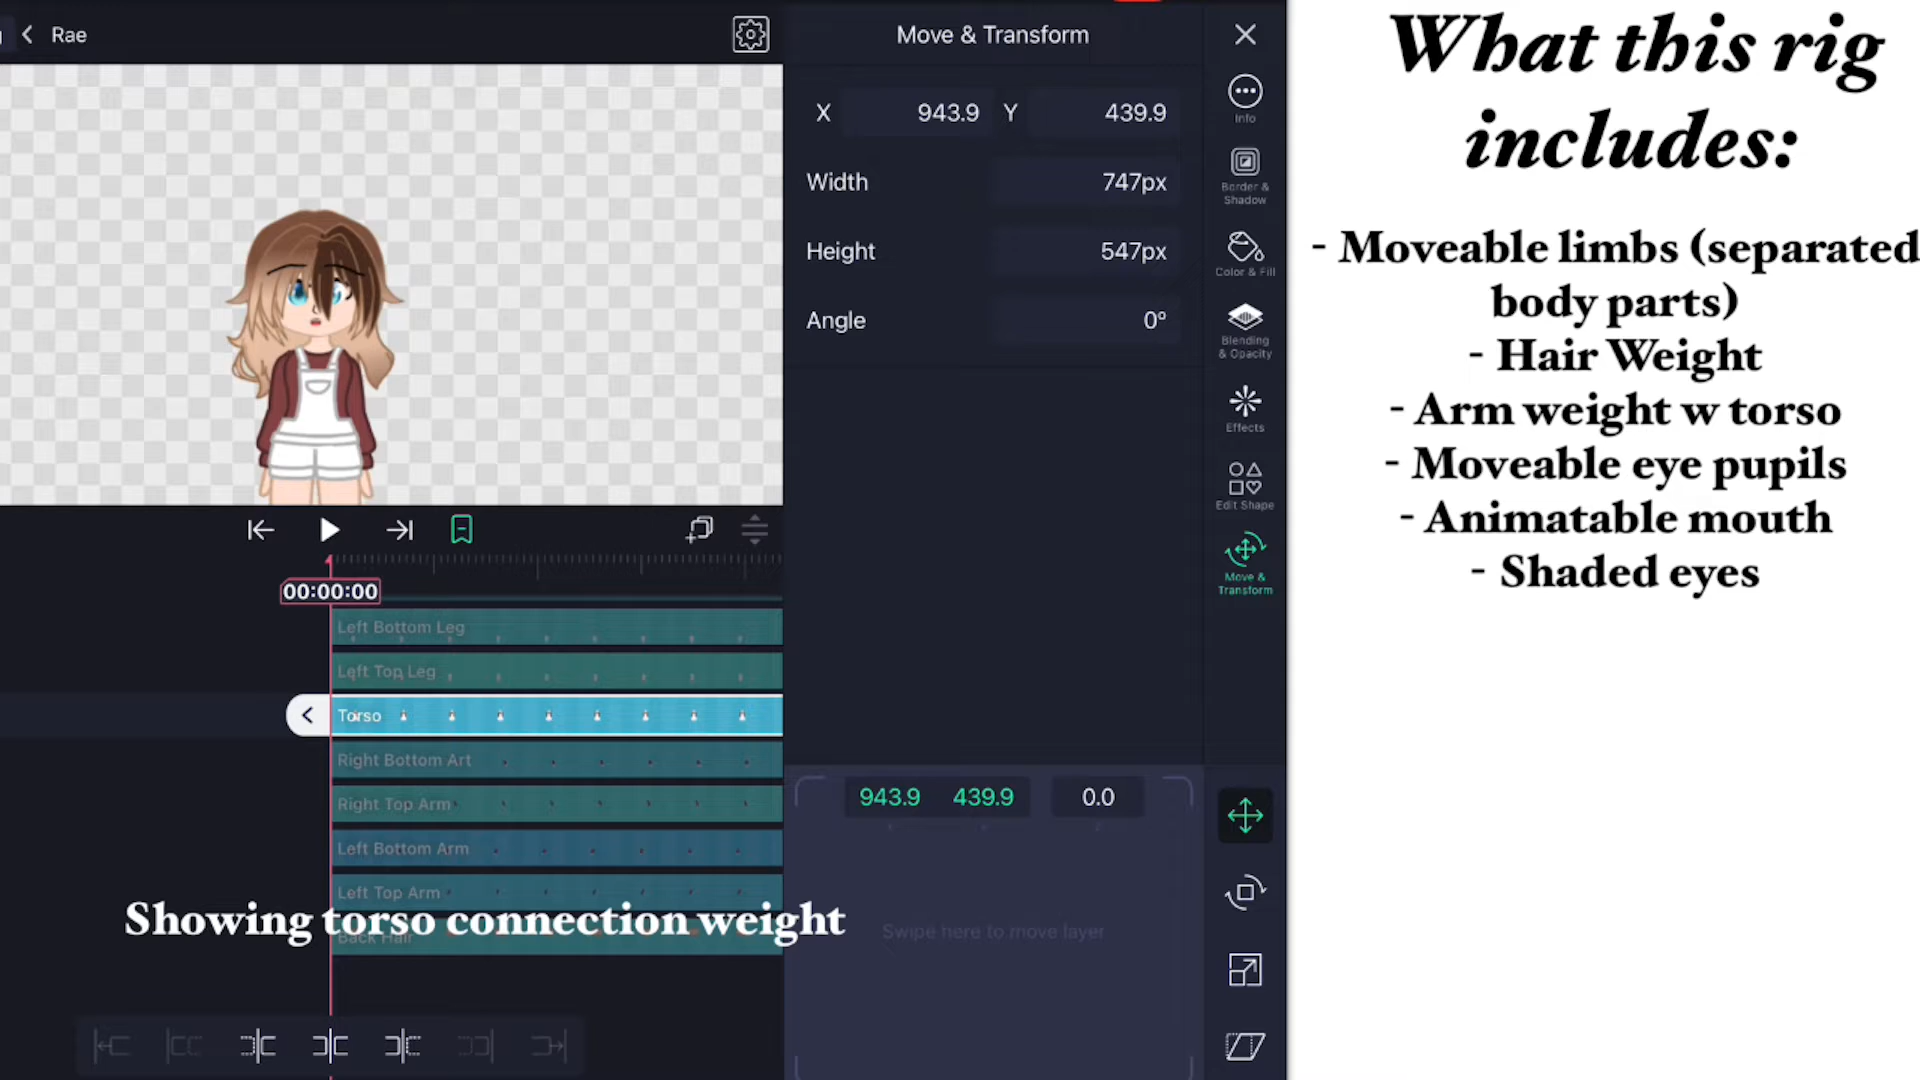 Rae
Move & Transform
X 943.9 Y 439.9
Width 747px
Height 547px
Angle 0º
Info
Border &
Shadow
Color & Fill
Blending
& Opacity
Effects
Edit Shape
Move &
Transform
00:00:00
Left Bottom Leg
Left Top Leg
Torso
Right Bottom Art
Right Top Arm
Left Bottom Arm
Left Top Arm
Back Hair
Showing torso connection weight
943.9 439.9 0.0
Swipe here to move layer
What this rig
includes:
- Moveable limbs (separated
body parts)
- Hair Weight
- Arm weight w torso
- Moveable eye pupils
- Animatable mouth
- Shaded eyes